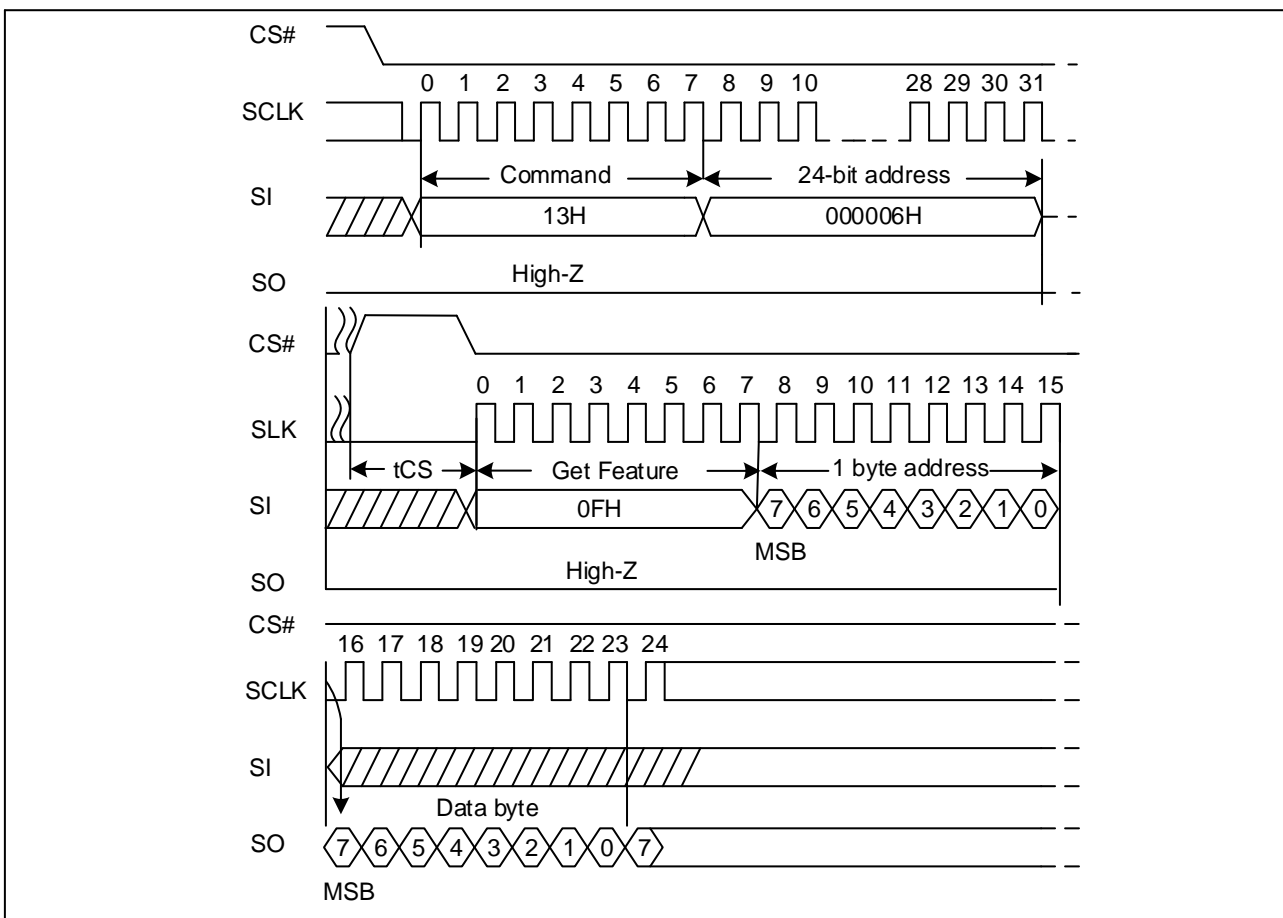 CS#
0 1 2 3 4 5 6 7 8 9 10 28 29 30 31
SCLK
Command 24-bit address
SI
13H 000006H
High-Z
SO
CS#
0 1 2 3 4 5 6 7 8 9 10 11 12 13 14 15
SLK
tCS Get Feature 1 byte address
SI
0FH 7 6 5 4 3 2 1 0
MSB
High-Z
SO
CS#
16 17 18 19 20 21 22 23 24
SCLK
SI
Data byte
SO 7 6 5 4 3 2 1 0 7
MSB